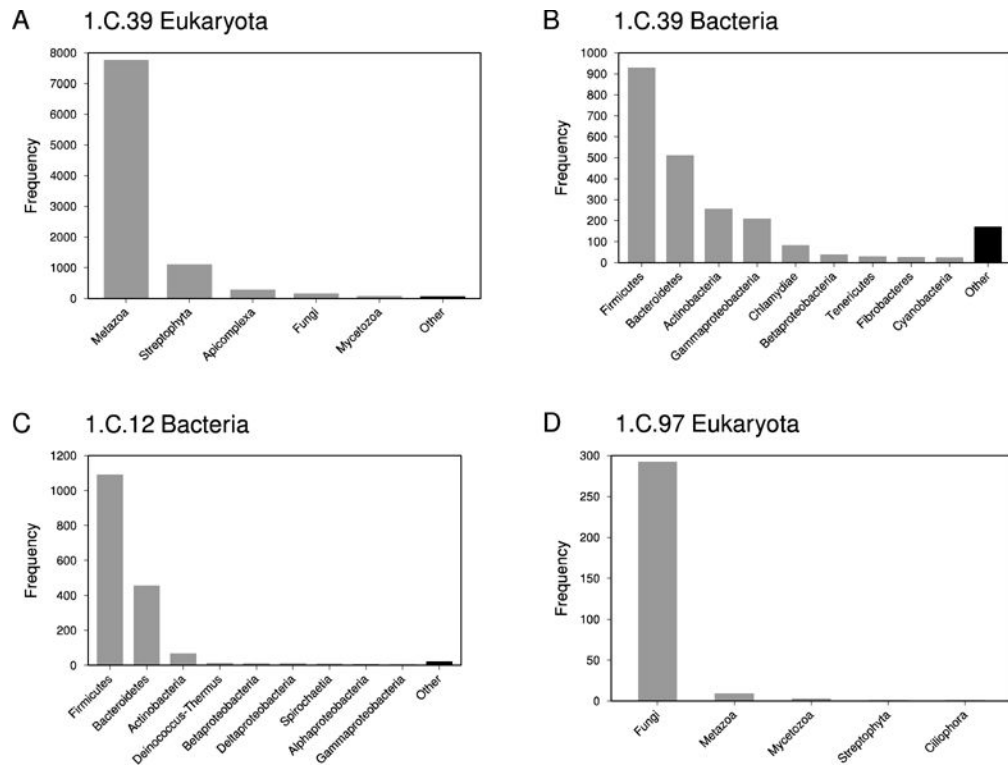 A 1.C.39 Eukaryota
Frequency
8000
7000
6000
5000
4000
3000
2000
1000
0
Metazoa
Streptophyta
Apicomplexa
Fungi
Mycetozoa
Other
B 1.C.39 Bacteria
Frequency
1000
900
800
700
600
500
400
300
200
100
0
Firmicutes
Bacteroidetes
Actinobacteria
Gammaproteobacteria
Chlamydiae
Betaproteobacteria
Tenericutes
Fibrobacteres
Cyanobacteria
Other
C 1.C.12 Bacteria
Frequency
1200
1000
800
600
400
200
0
Firmicutes
Bacteroidetes
Actinobacteria
Deinococcus-Thermus
Betaproteobacteria
Deltaproteobacteria
Spirochaetia
Alphaproteobacteria
Gammaproteobacteria
Other
D 1.C.97 Eukaryota
Frequency
300
250
200
150
100
50
0
Fungi
Metazoa
Mycetozoa
Streptophyta
Ciliophora